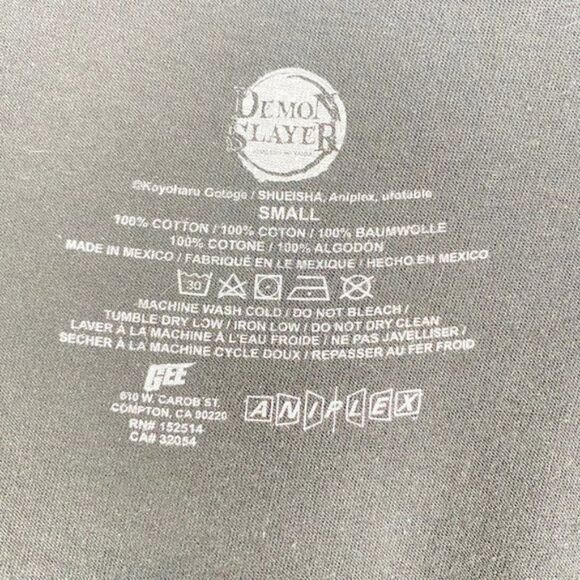 DEMON
SLAYER
©Koyoharu Gotoge / SHUEISHA, Aniplex, ufotable
SMALL
100% COTTON / 100% COTON / 100% BAUMWOLLE
100% COTONE / 100% ALGODÓN
MADE IN MEXICO / FABRIQUÉ EN LE MEXIQUE / HECHO EN MEXICO
30
MACHINE WASH COLD / DO NOT BLEACH /
TUMBLE DRY LOW / IRON LOW / DO NOT DRY CLEAN
LAVER À LA MACHINE À L'EAU FROIDE / NE PAS JAVELLISER /
SÉCHER À LA MACHINE CYCLE DOUX / REPASSER AU FER FROID
GEE
610 W. CAROB ST.
COMPTON, CA 90220
RN# 152514
CA# 32054
ANIPLEX